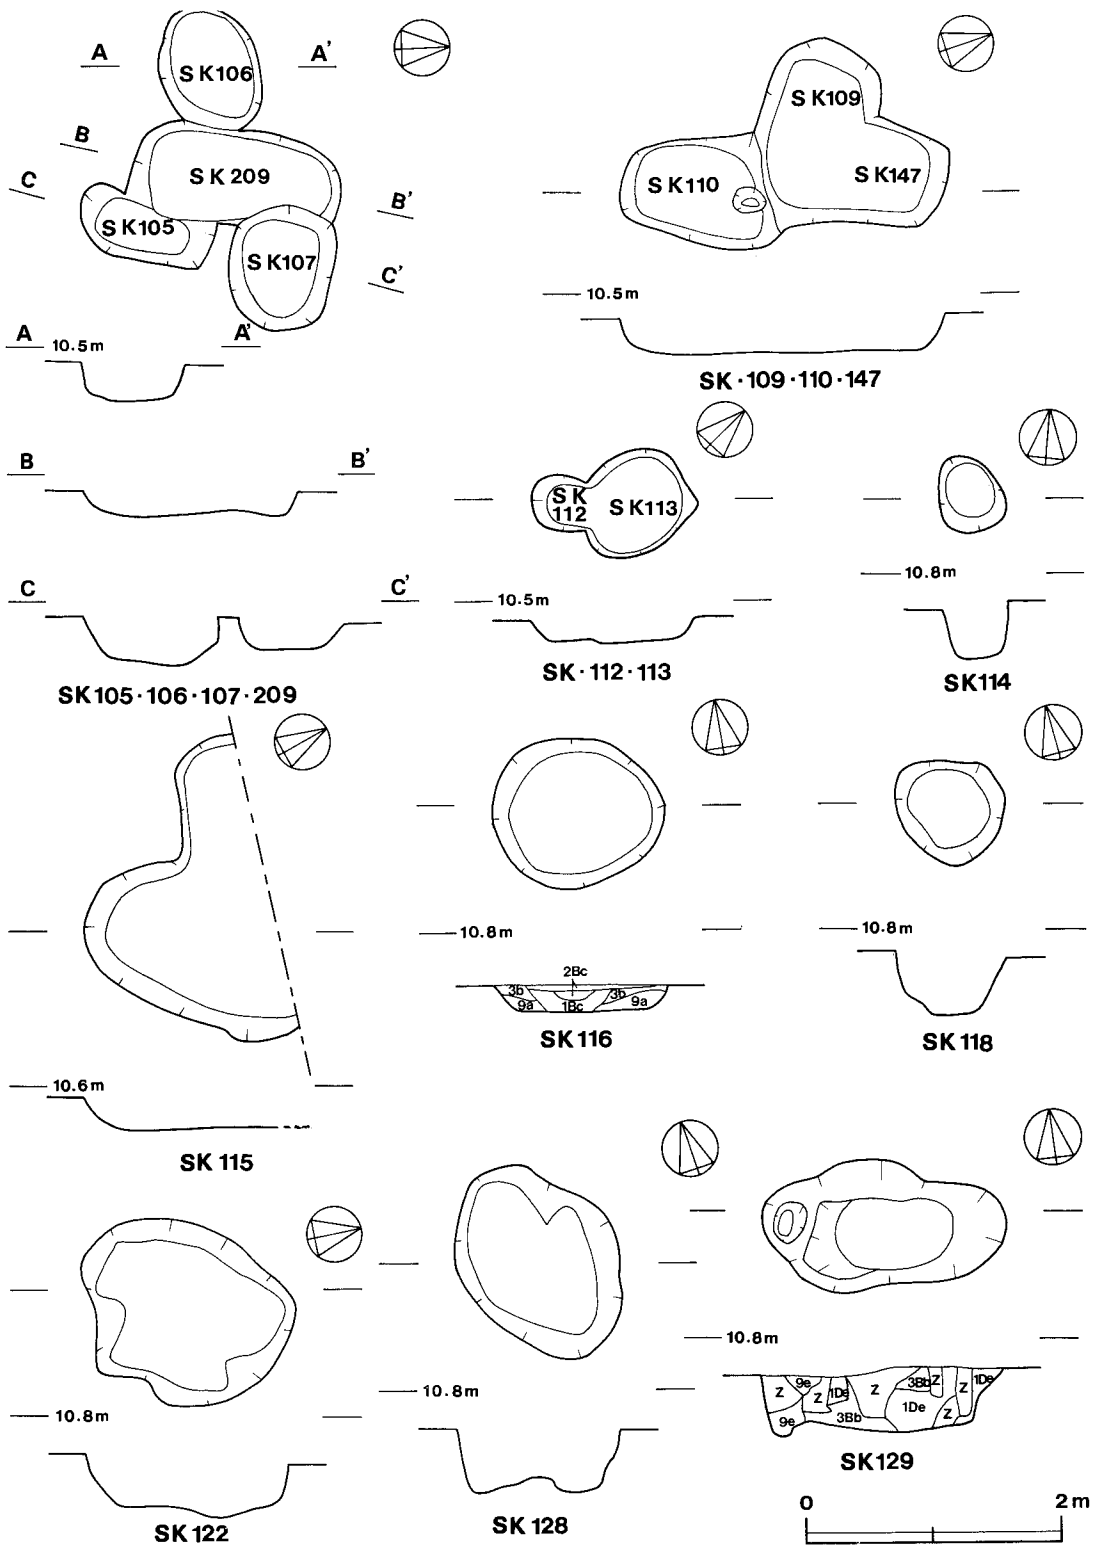 A
A'
SK106
B
SK209
C
B'
SK105
SK107
C'
A
A'
10.5m
B
B'
C
C'
SK105・106・107・209
SK109
SK110
SK147
10.5m
SK・109・110・147
SK
112
SK113
10.5m
SK・112・113
10.8m
SK114
10.6m
SK115
10.8m
2Bc
3b
3b
9a
1Bc
9a
SK116
10.8m
SK118
10.8m
SK122
10.8m
SK128
10.8m
9e
1De
3Bb
Z
1De
Z
Z
Z
Z
1De
Z
9e
3Bb
SK129
0
2m